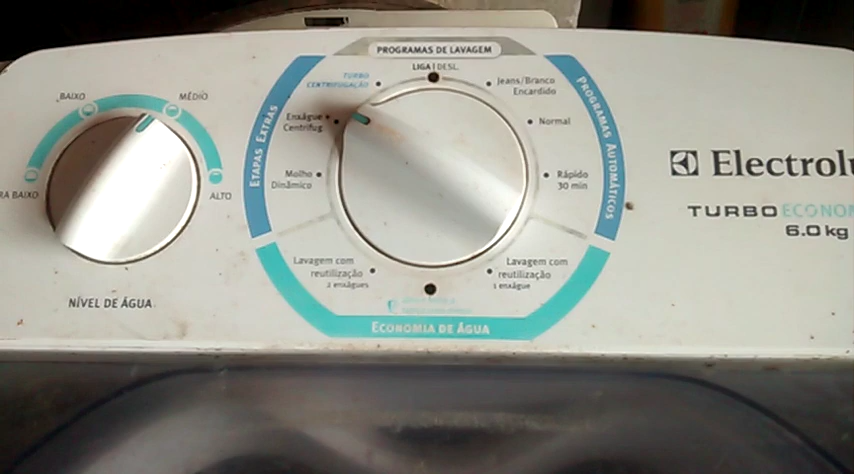 PROGRAMAS DE LAVAGEM
LIGA | DESL.
TURBO
CENTRIFUGAÇÃO
Jeans/Branco
Encardido
BAIXO
MÉDIO
Enxágue
Centrífug
Normal
ETAPAS EXTRAS
PROGRAMAS AUTOMÁTICOS
Molho
Dinâmico
Rápido
30 min
RA BAIXO
ALTO
Electrolu
TURBO ECONOM
6.0 kg
Lavagem com
reutilização
2 enxágues
Lavagem com
reutilização
1 enxágue
NÍVEL DE ÁGUA
ECONOMIA DE ÁGUA